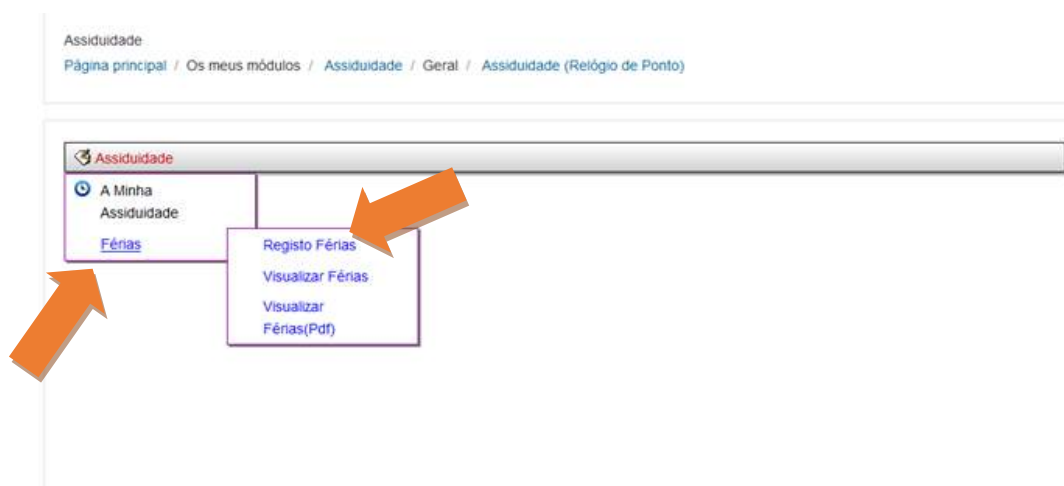 Assiduidade
Página principal / Os meus módulos / Assiduidade / Geral / Assiduidade (Relógio de Ponto)
Assiduidade
A Minha
Assiduidade
Férias
Registo Férias
Visualizar Férias
Visualizar
Férias(Pdf)